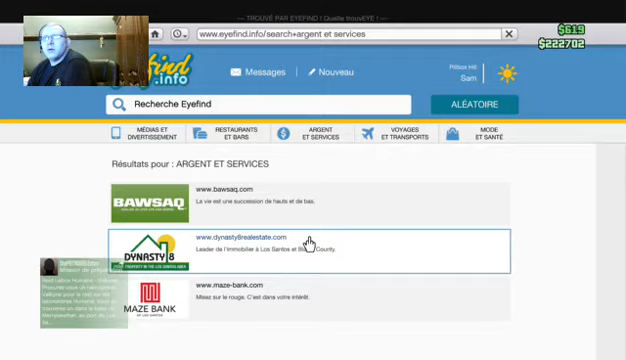 — TROUVÉ PAR EYEFIND ! Quelle trouvEYE ! —
www.eyefind.info/search+argent et services
$619
$222702
eyefind
.info
Messages
Nouveau
Sam
Recherche Eyefind
ALÉATOIRE
MÉDIAS ET
DIVERTISSEMENT
RESTAURANTS
ET BARS
ARGENT
ET SERVICES
VOYAGES
ET TRANSPORTS
MODE
ET SANTÉ
Résultats pour : ARGENT ET SERVICES
BAWSAQ
www.bawsaq.com
La vie est une succession de hauts et de bas.
DYNASTY 8
www.dynasty8realestate.com
Leader de l'immobilier à Los Santos et County.
MAZE BANK
OF LOS SANTOS
www.maze-bank.com
Misez sur le rouge. C'est dans votre intérêt.